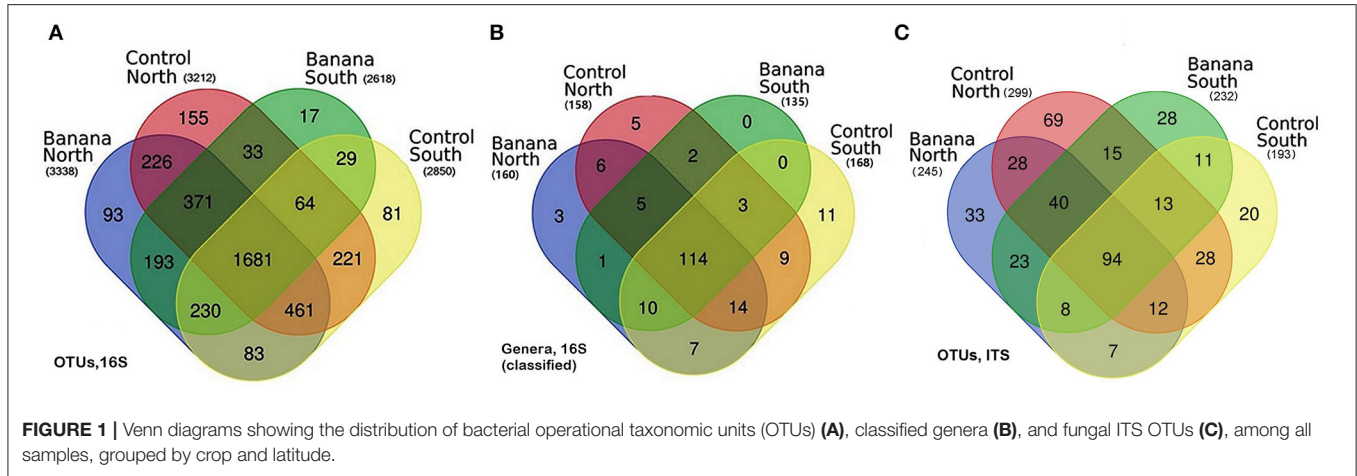 A
Control
North (3212)
Banana
South (2618)
Banana
North
(3338)
Control
South
(2850)
155
17
226
33
29
93
371
64
81
193
1681
221
230
461
83
OTUs,16S
B
Control
North
(158)
Banana
South
(135)
Banana
North
(160)
Control
South
(168)
5
0
6
2
0
3
5
3
11
1
114
9
10
14
7
Genera, 16S
(classified)
C
Control
North (299)
Banana
South
(232)
Banana
North
(245)
Control
South
(193)
69
28
28
15
11
33
40
13
20
23
94
28
8
12
7
OTUs, ITS
FIGURE 1 | Venn diagrams showing the distribution of bacterial operational taxonomic units (OTUs) (A), classified genera (B), and fungal ITS OTUs (C), among all
samples, grouped by crop and latitude.